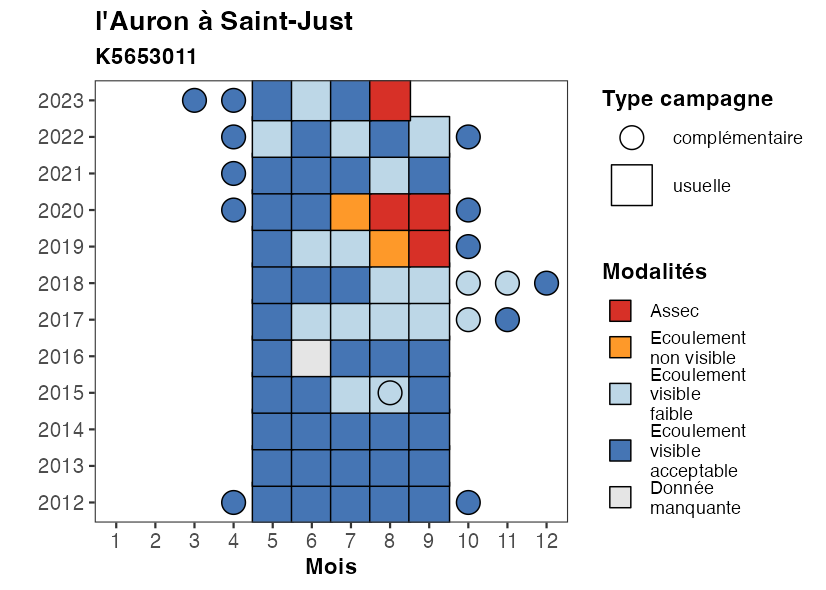 l'Auron à Saint-Just
K5653011
2023
2022
2021
2020
2019
2018
2017
2016
2015
2014
2013
2012
1 2 3 4 5 6 7 8 9 10 11 12
Mois
Type campagne
complémentaire
usuelle
Modalités
Assec
Ecoulement
non visible
Ecoulement
visible
faible
Ecoulement
visible
acceptable
Donnée
manquante